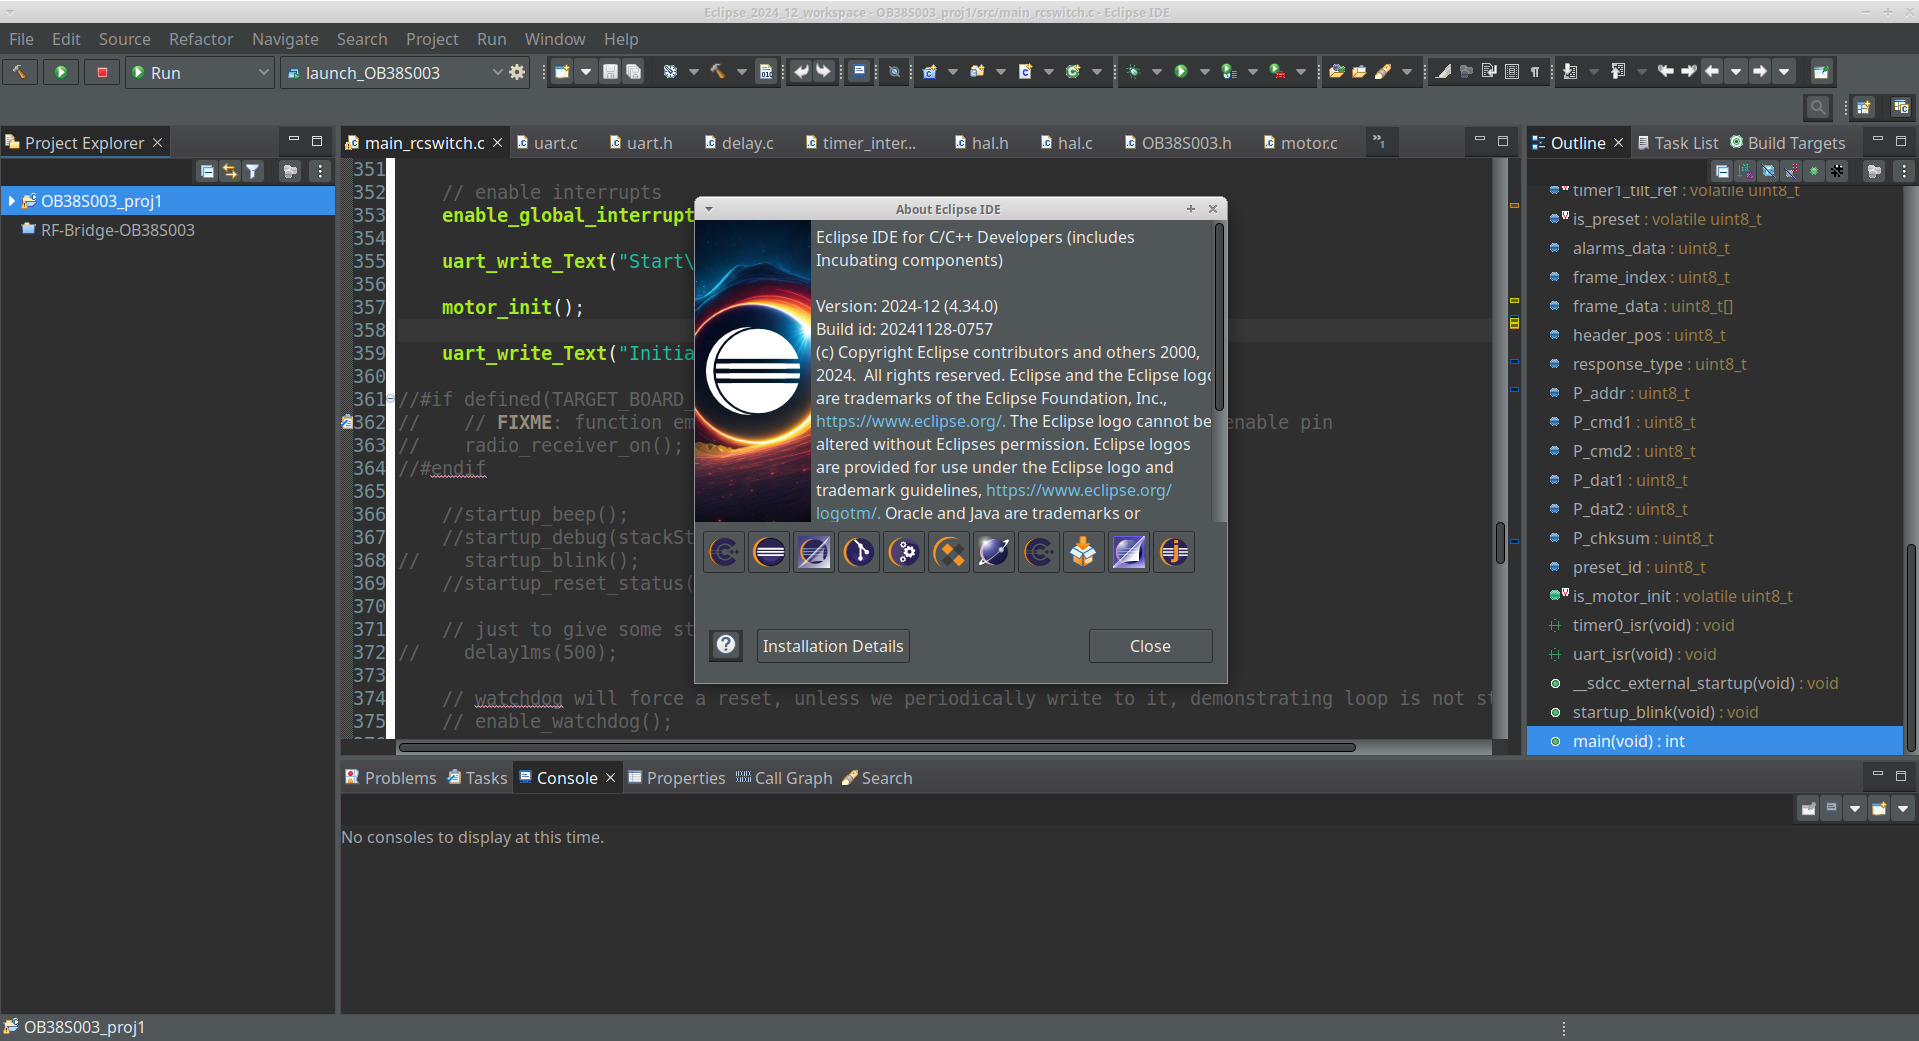 Eclipse_2024_12_workspace - OB38S003_proj1/src/main_rcswitch.c - Eclipse IDE
File Edit Source Refactor Navigate Search Project Run Window Help
Run launch_OB38S003
Project Explorer
OB38S003_proj1
RF-Bridge-OB38S003
main_rcswitch.c uart.c uart.h delay.c timer_inter... hal.h hal.c OB38S003.h motor.c »1
351
352 // enable interrupts
353 enable_global_interrupt
354
355 uart_write_Text("Start\
356
357 motor_init();
358
359 uart_write_Text("Initia
360
361 //#if defined(TARGET_BOARD_
362 // // FIXME: function em enable pin
363 // radio_receiver_on();
364 //#endif
365
366 //startup_beep();
367 //startup_debug(stackSt
368 // startup_blink();
369 //startup_reset_status(
370
371 // just to give some st
372 // delay1ms(500);
373
374 // watchdog will force a reset, unless we periodically write to it, demonstrating loop is not st
375 // enable_watchdog();
About Eclipse IDE
Eclipse IDE for C/C++ Developers (includes
Incubating components)
Version: 2024-12 (4.34.0)
Build id: 20241128-0757
(c) Copyright Eclipse contributors and others 2000,
2024.  All rights reserved. Eclipse and the Eclipse logo
are trademarks of the Eclipse Foundation, Inc.,
https://www.eclipse.org/. The Eclipse logo cannot be
altered without Eclipses permission. Eclipse logos
are provided for use under the Eclipse logo and
trademark guidelines, https://www.eclipse.org/
logotm/. Oracle and Java are trademarks or
Installation Details Close
Outline Task List Build Targets
timer1_tilt_ref : volatile uint8_t
is_preset : volatile uint8_t
alarms_data : uint8_t
frame_index : uint8_t
frame_data : uint8_t[]
header_pos : uint8_t
response_type : uint8_t
P_addr : uint8_t
P_cmd1 : uint8_t
P_cmd2 : uint8_t
P_dat1 : uint8_t
P_dat2 : uint8_t
P_chksum : uint8_t
preset_id : uint8_t
is_motor_init : volatile uint8_t
timer0_isr(void) : void
uart_isr(void) : void
__sdcc_external_startup(void) : void
startup_blink(void) : void
main(void) : int
Problems Tasks Console Properties Call Graph Search
No consoles to display at this time.
OB38S003_proj1